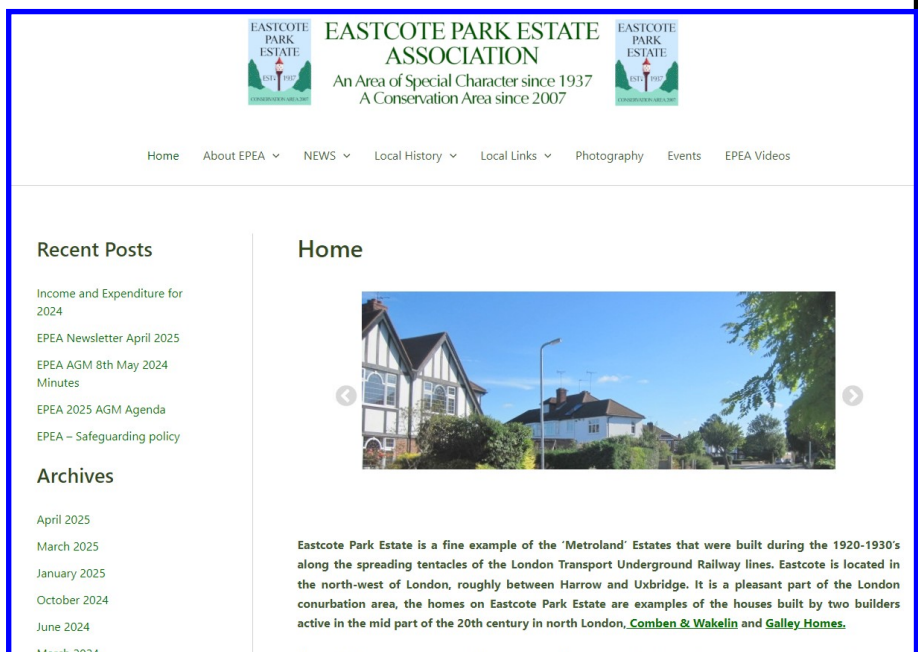 EASTCOTE
PARK
ESTATE
EST. 1937
CONSERVATION AREA 2007
EASTCOTE PARK ESTATE
ASSOCIATION
An Area of Special Character since 1937
A Conservation Area since 2007
EASTCOTE
PARK
ESTATE
EST. 1937
CONSERVATION AREA 2007
Home About EPEA NEWS Local History Local Links Photography Events EPEA Videos
Recent Posts
Income and Expenditure for
2024
EPEA Newsletter April 2025
EPEA AGM 8th May 2024
Minutes
EPEA 2025 AGM Agenda
EPEA – Safeguarding policy
Archives
April 2025
March 2025
January 2025
October 2024
June 2024
March 2024
Home
Eastcote Park Estate is a fine example of the ‘Metroland’ Estates that were built during the 1920-1930’s
along the spreading tentacles of the London Transport Underground Railway lines. Eastcote is located in
the north-west of London, roughly between Harrow and Uxbridge. It is a pleasant part of the London
conurbation area, the homes on Eastcote Park Estate are examples of the houses built by two builders
active in the mid part of the 20th century in north London, Comben & Wakelin and Galley Homes.